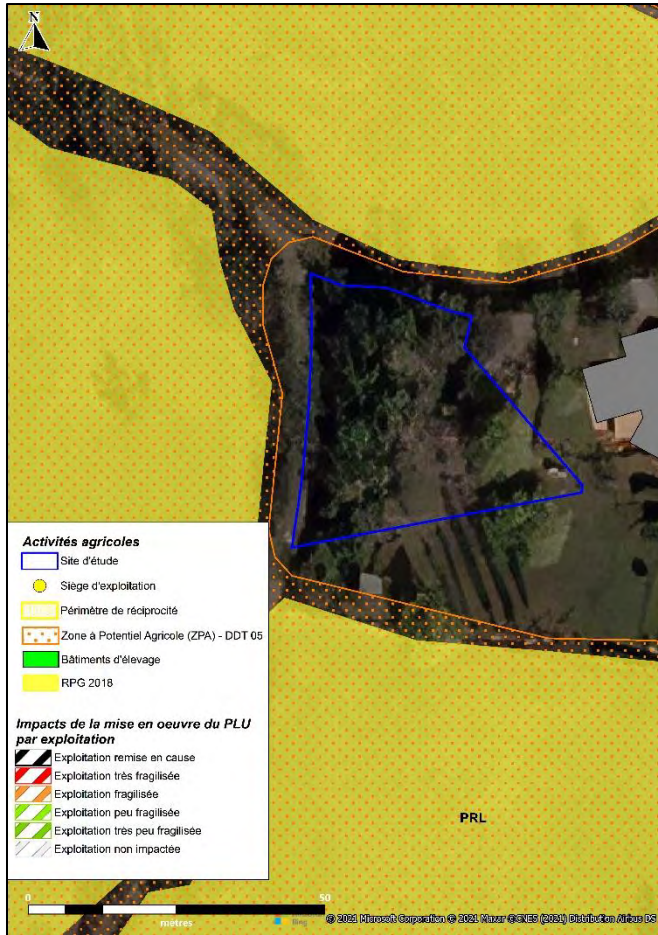 N
Activités agricoles
Site d'étude
Siège d'exploitation
Périmètre de réciprocité
Zone à Potentiel Agricole (ZPA) - DDT 05
Bâtiments d'élevage
RPG 2018
Impacts de la mise en oeuvre du PLU
par exploitation
Exploitation remise en cause
Exploitation très fragilisée
Exploitation fragilisée
Exploitation peu fragilisée
Exploitation très peu fragilisée
Exploitation non impactée
PRL
0 50
mètres
Bing © 2021 Microsoft Corporation © 2021 Maxar ©CNES (2021) Distribution Airbus DS